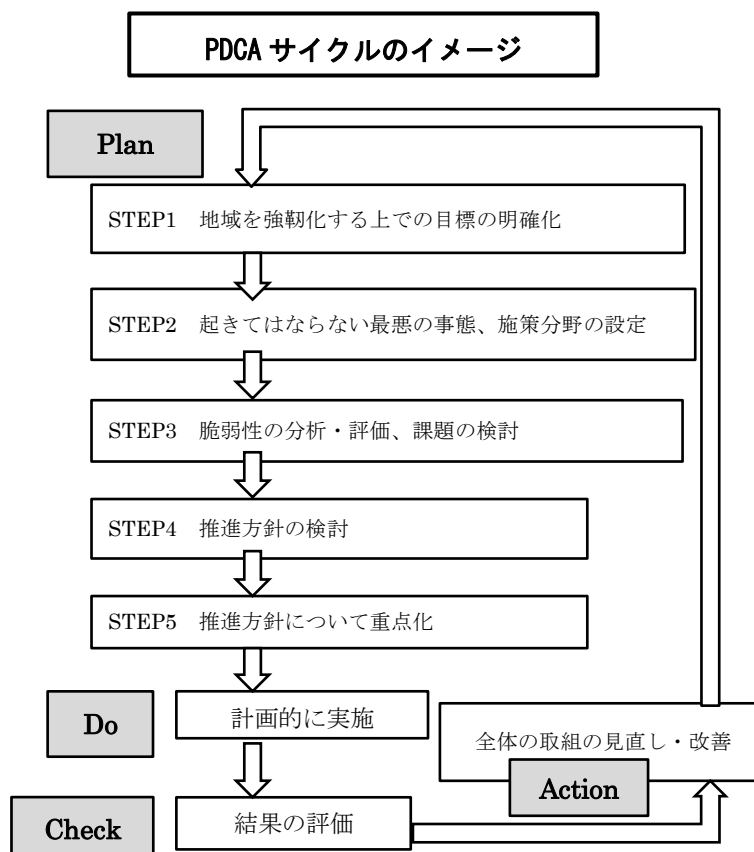 PDCA サイクルのイメージ
Plan
STEP1　地域を強靭化する上での目標の明確化
STEP2　起きてはならない最悪の事態、施策分野の設定
STEP3　脆弱性の分析・評価、課題の検討
STEP4　推進方針の検討
STEP5　推進方針について重点化
Do
計画的に実施
全体の取組の見直し・改善
Action
Check
結果の評価